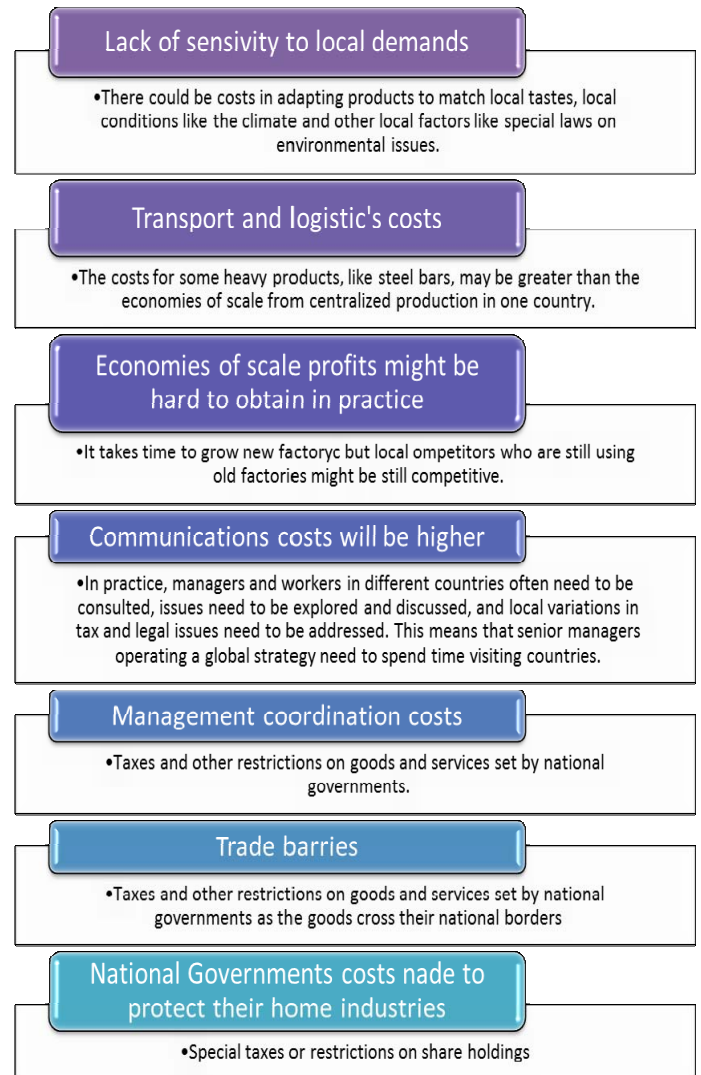 Lack of sensivity to local demands
•There could be costs in adapting products to match local tastes, local
conditions like the climate and other local factors like special laws on
environmental issues.
Transport and logistic's costs
•The costs for some heavy products, like steel bars, may be greater than the
economies of scale from centralized production in one country.
Economies of scale profits might be
hard to obtain in practice
•It takes time to grow new factoryc but local ompetitors who are still using
old factories might be still competitive.
Communications costs will be higher
•In practice, managers and workers in different countries often need to be
consulted, issues need to be explored and discussed, and local variations in
tax and legal issues need to be addressed. This means that senior managers
operating a global strategy need to spend time visiting countries.
Management coordination costs
•Taxes and other restrictions on goods and services set by national
governments.
Trade barries
•Taxes and other restrictions on goods and services set by national
governments as the goods cross their national borders
National Governments costs nade to
protect their home industries
•Special taxes or restrictions on share holdings